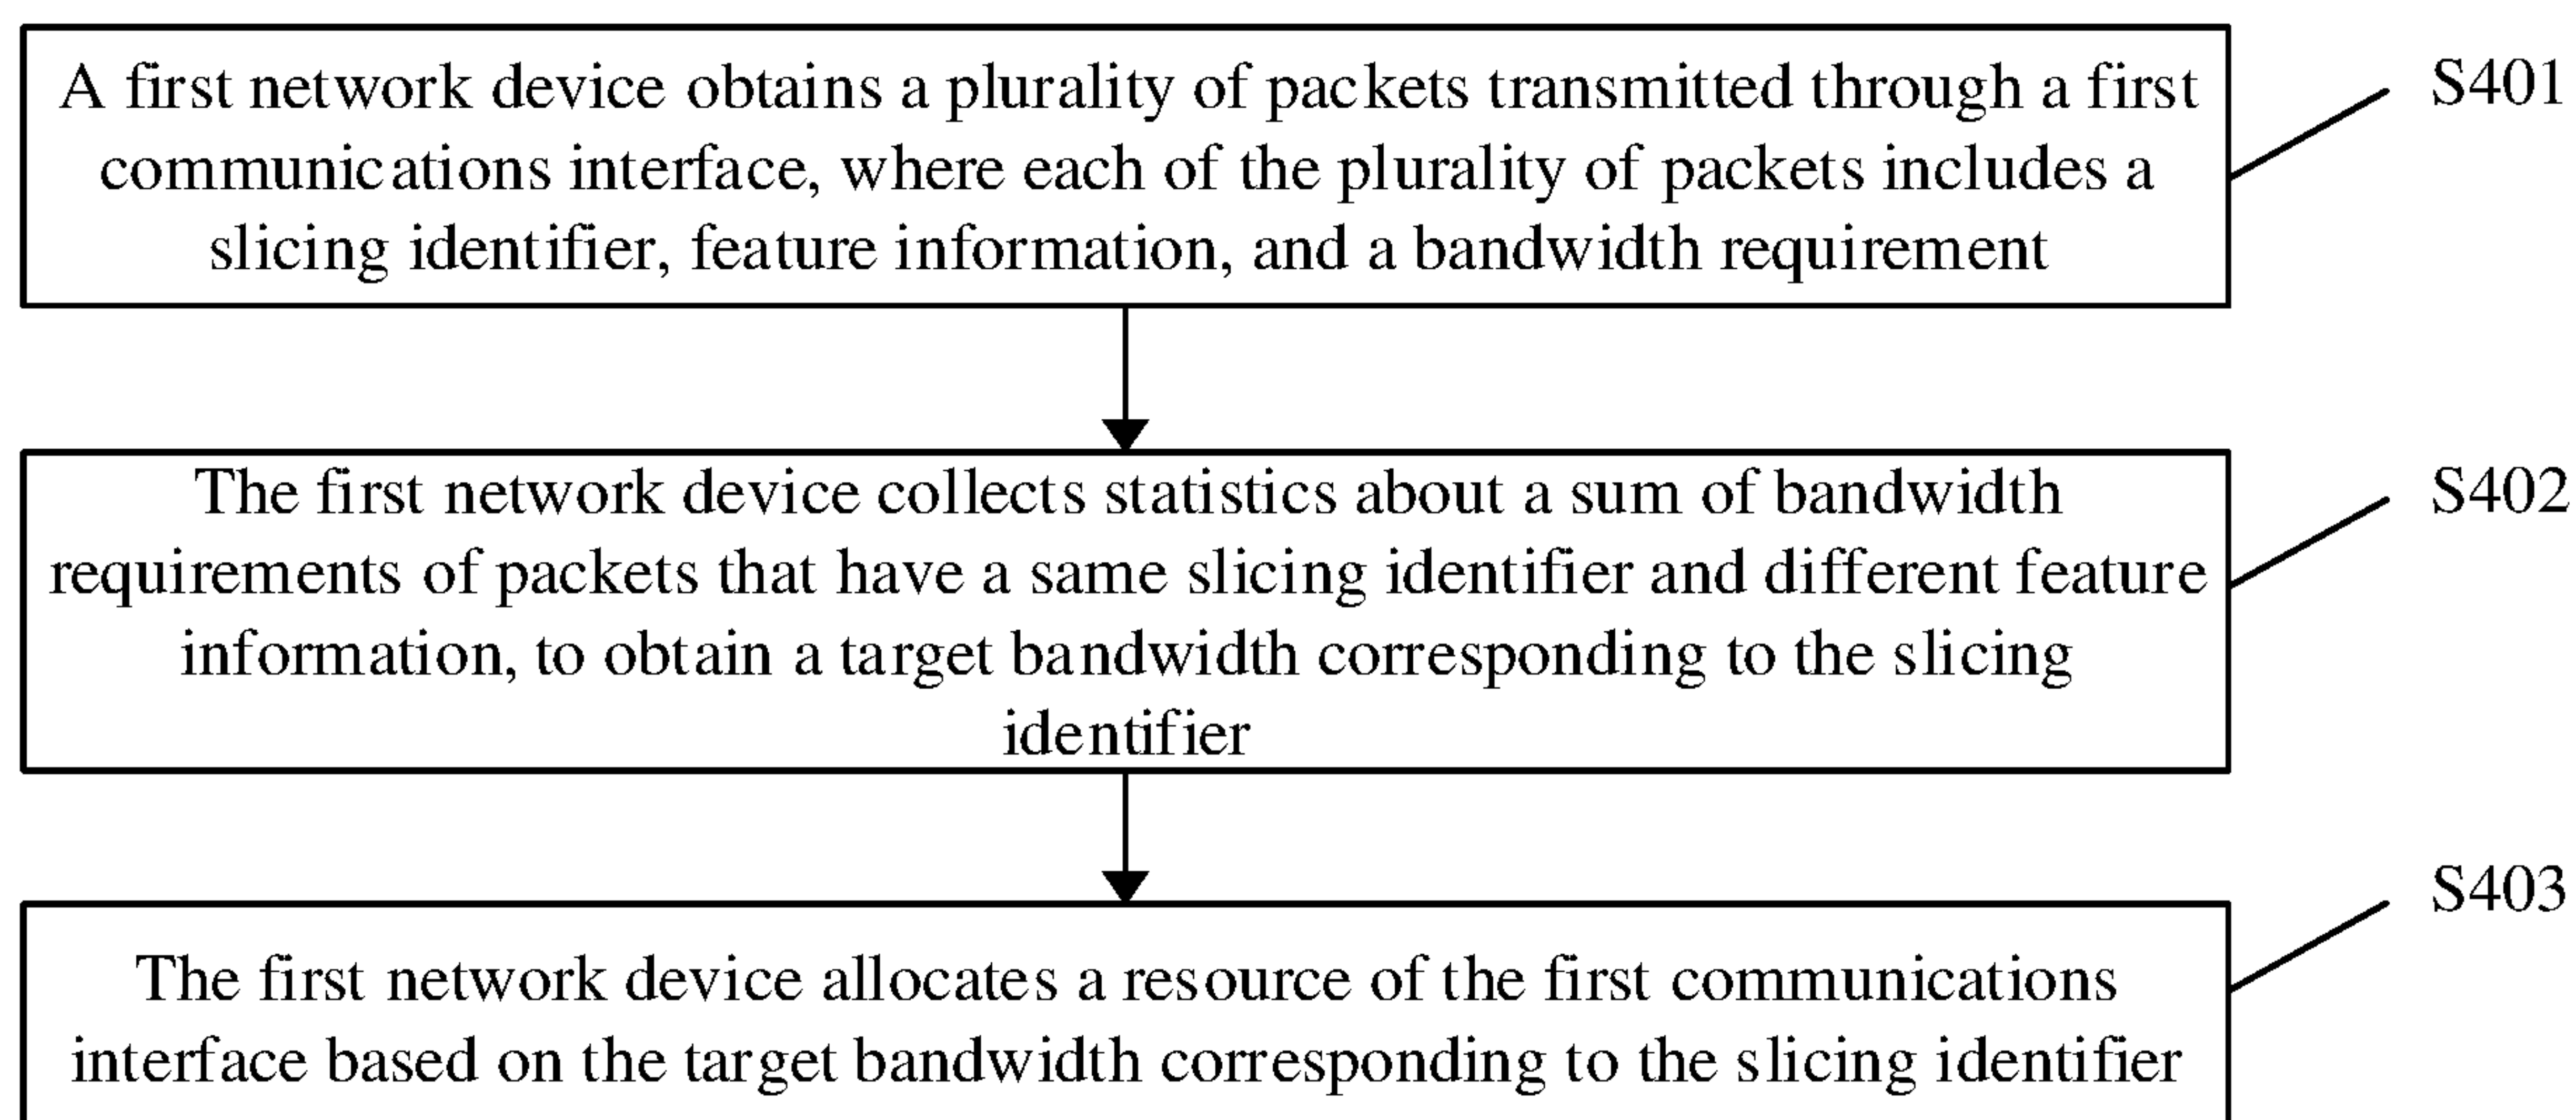 A first network device obtains a plurality of packets transmitted through a first
communications interface, where each of the plurality of packets includes a
slicing identifier, feature information, and a bandwidth requirement
S401
The first network device collects statistics about a sum of bandwidth
requirements of packets that have a same slicing identifier and different feature
information, to obtain a target bandwidth corresponding to the slicing
identifier
S402
The first network device allocates a resource of the first communications
interface based on the target bandwidth corresponding to the slicing identifier
S403